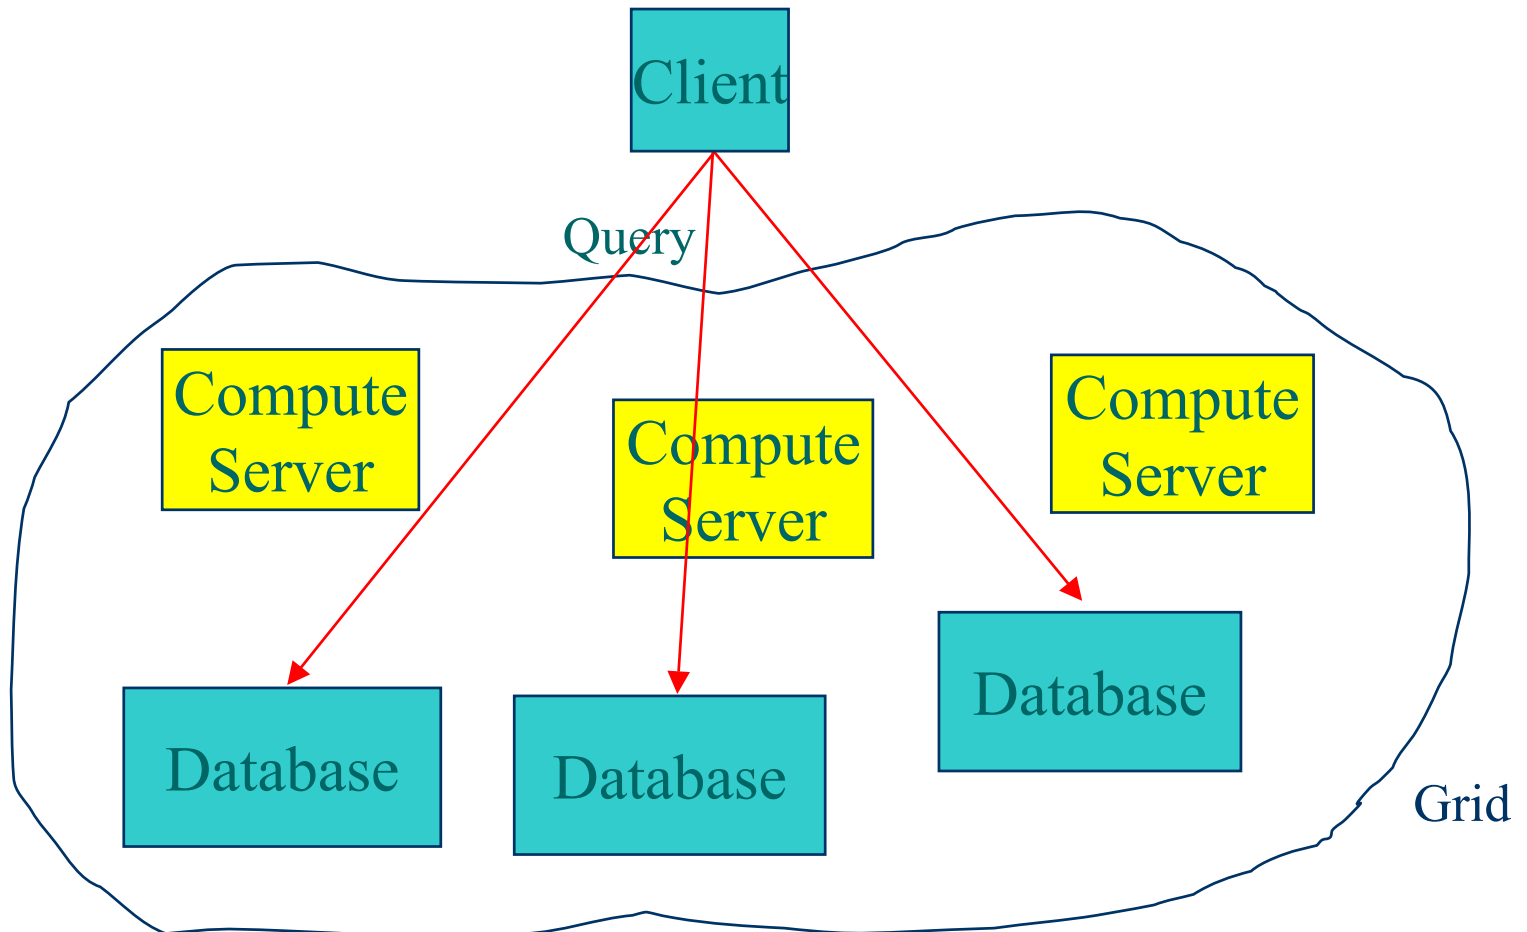 Client
Query
Compute
Server
Compute
Server
Compute
Server
Database
Database
Database
Grid